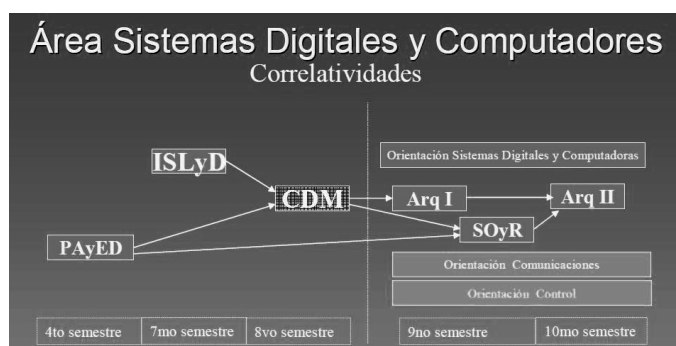 Área Sistemas Digitales y Computadores
Correlatividades
ISLyD
Orientación Sistemas Digitales y Computadoras
CDM
Arq I
Arq II
SOyR
PAyED
Orientación Comunicaciones
Orientación Control
4to semestre
7mo semestre
8vo semestre
9no semestre
10mo semestre